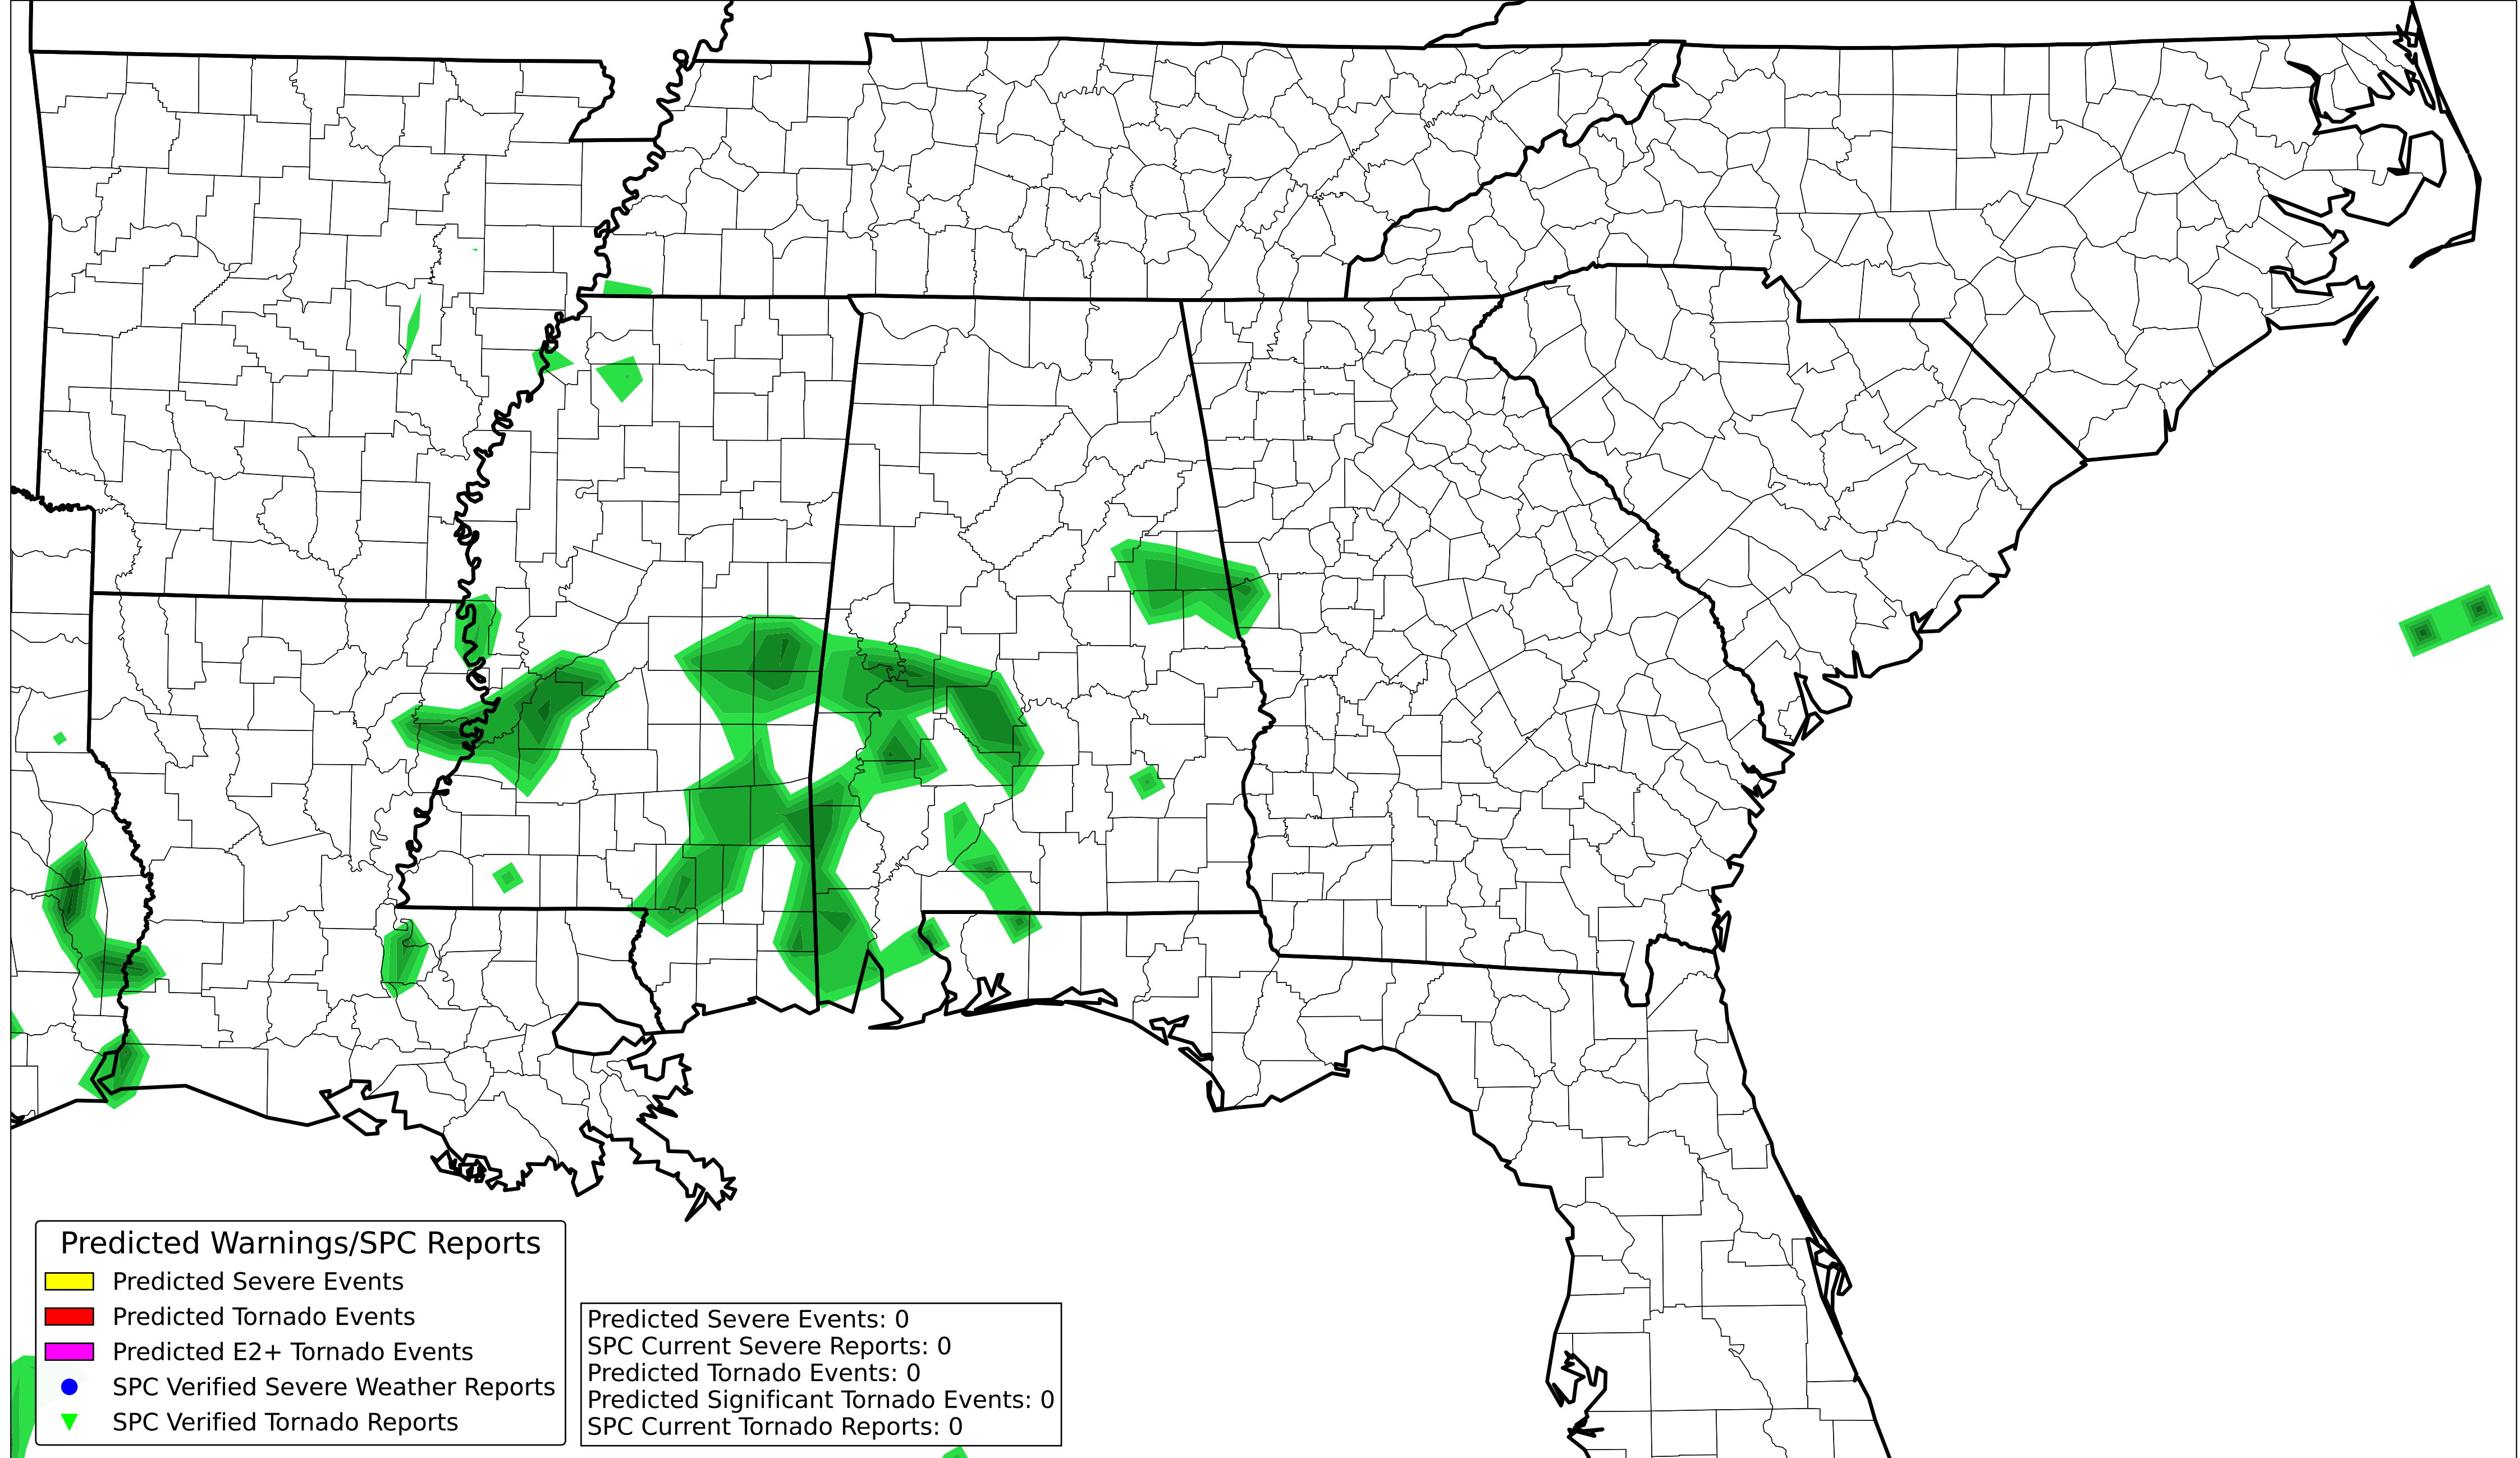 Predicted Warnings/SPC Reports
Predicted Severe Events
Predicted Tornado Events
Predicted E2+ Tornado Events
SPC Verified Severe Weather Reports
SPC Verified Tornado Reports
Predicted Severe Events: 0
SPC Current Severe Reports: 0
Predicted Tornado Events: 0
Predicted Significant Tornado Events: 0
SPC Current Tornado Reports: 0